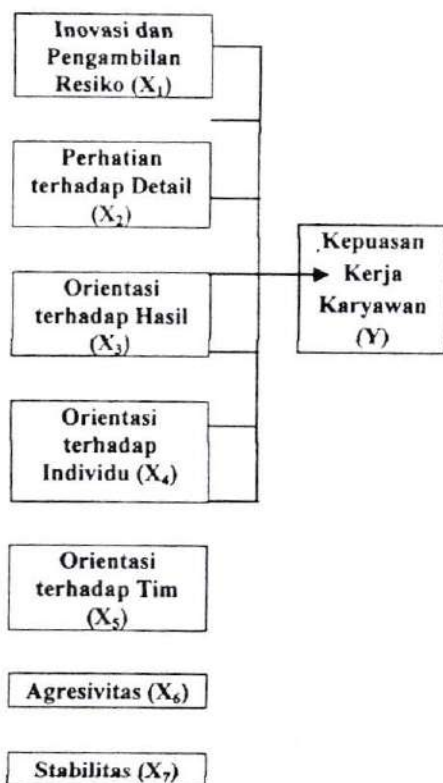 Inovasi dan
Pengambilan
Resiko (X₁)
Perhatian
terhadap Detail
(X₂)
Orientasi
terhadap Hasil
(X₃)
Orientasi
terhadap
Individu (X₄)
Orientasi
terhadap Tim
(X₅)
Agresivitas (X₆)
Stabilitas (X₇)
Kepuasan
Kerja
Karyawan
(Y)